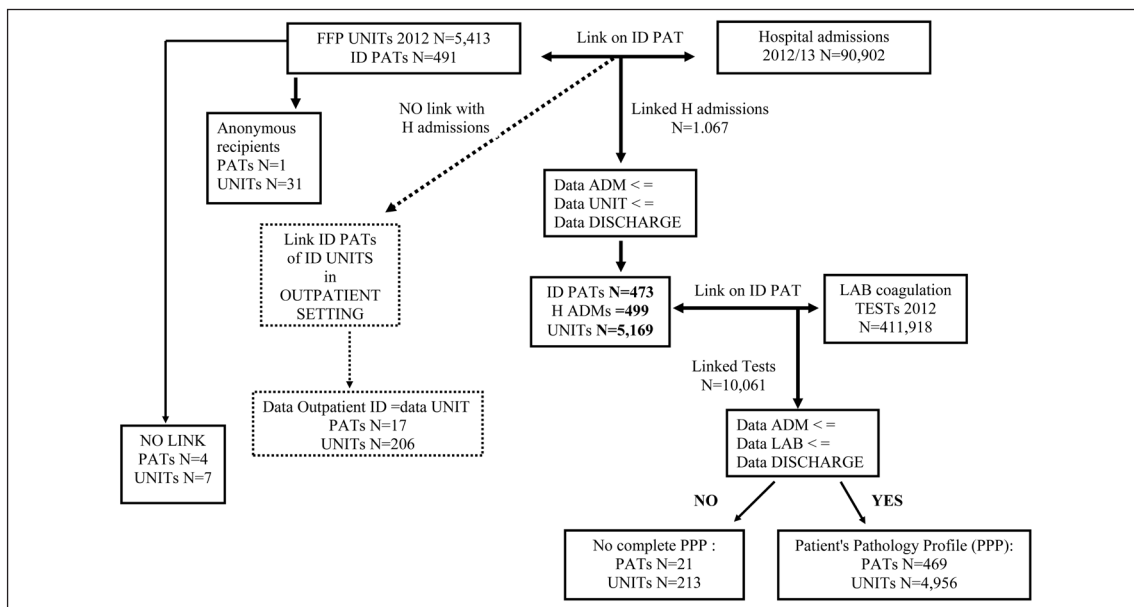 FFP UNITS 2012 N=5,413
ID PATs N=491
Link on ID PAT
Hospital admissions
2012/13 N=90,902
NO link with
H admissions
Linked H admissions
N=1.067
Anonymous
recipients
PATs N=1
UNITs N=31
Data ADM < =
Data UNIT < =
Data DISCHARGE
Link ID PATs
of ID UNITs
in
OUTPATIENT
SETTING
ID PATs N=473
H ADMs =499
UNITs N=5,169
Link on ID PAT
LAB coagulation
TESTs 2012
N=411,918
Linked Tests
N=10,061
Data Outpatient ID =data UNIT
PATs N=17
UNITs N=206
NO LINK
PATs N=4
UNITs N=7
Data ADM < =
Data LAB < =
Data DISCHARGE
NO
YES
No complete PPP :
PATs N=21
UNITs N=213
Patient's Pathology Profile (PPP):
PATs N=469
UNITs N=4,956